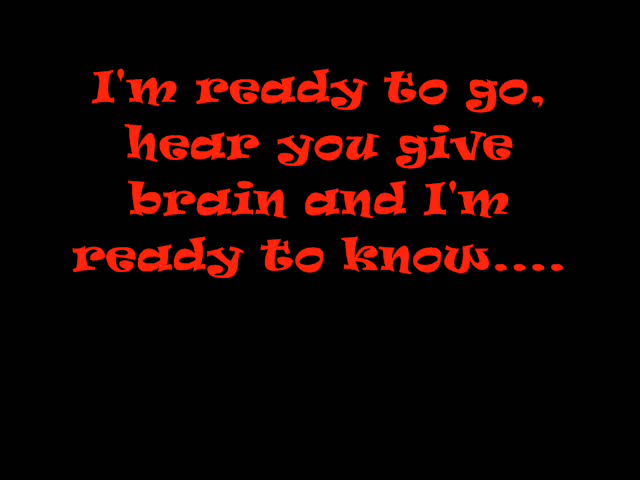 I'm ready to go,
hear you give
brain and I'm
ready to know....